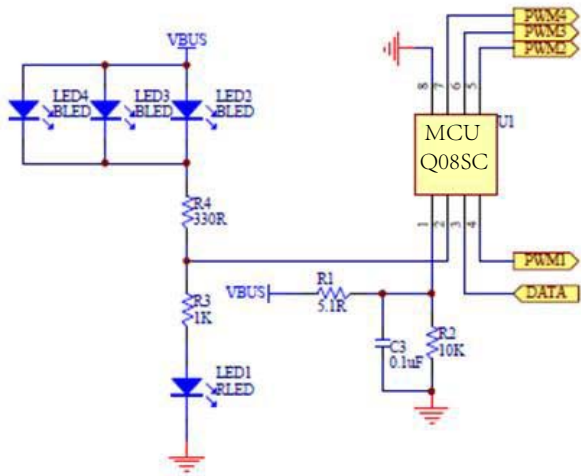 VBUS
LED4
BLED
LED3
BLED
LED2
BLED
R4
330R
R3
1K
LED1
RLED
VBUS
R1
5.1R
C3
0.1uF
R2
10K
8
7
6
5
MCU
Q08SC
U1
1
2
3
4
PWM4
PWM3
PWM2
PWM1
DATA